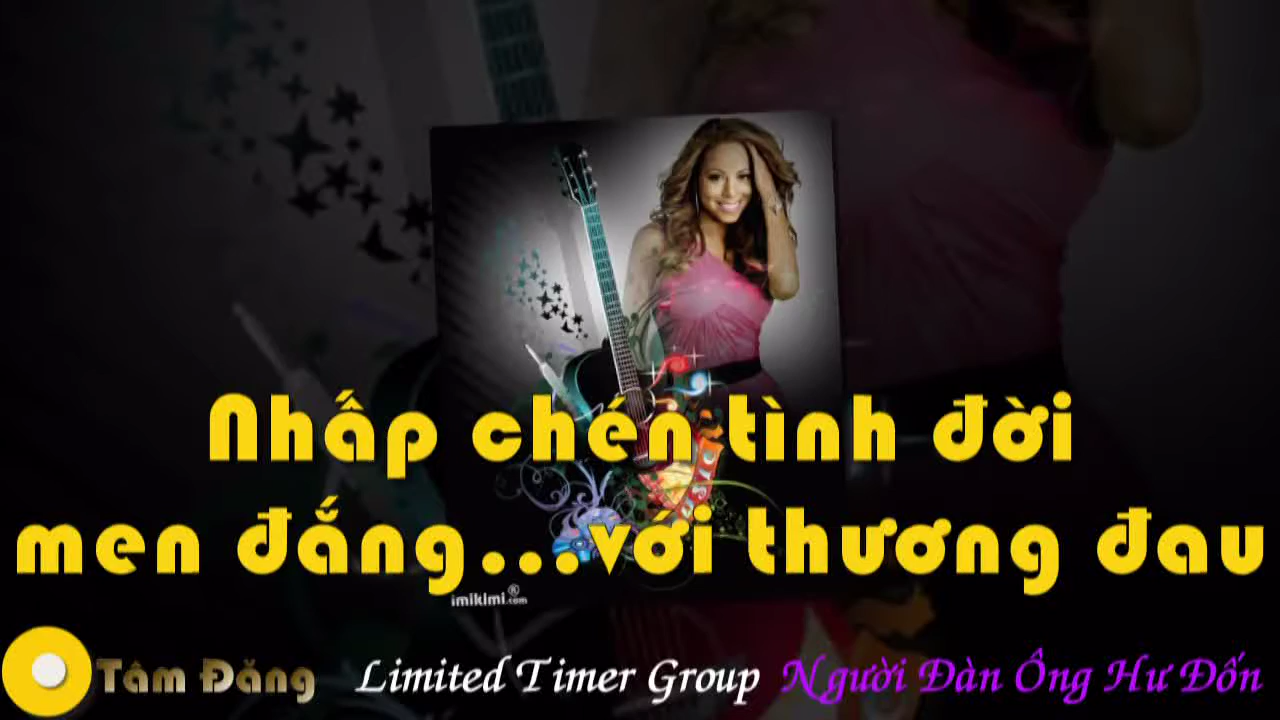 Nhấp chén tình đời
men đắng...với thương đau
imikimi.com®
Tâm Đăng Limited Timer Group Người Đàn Ông Hư Đốn